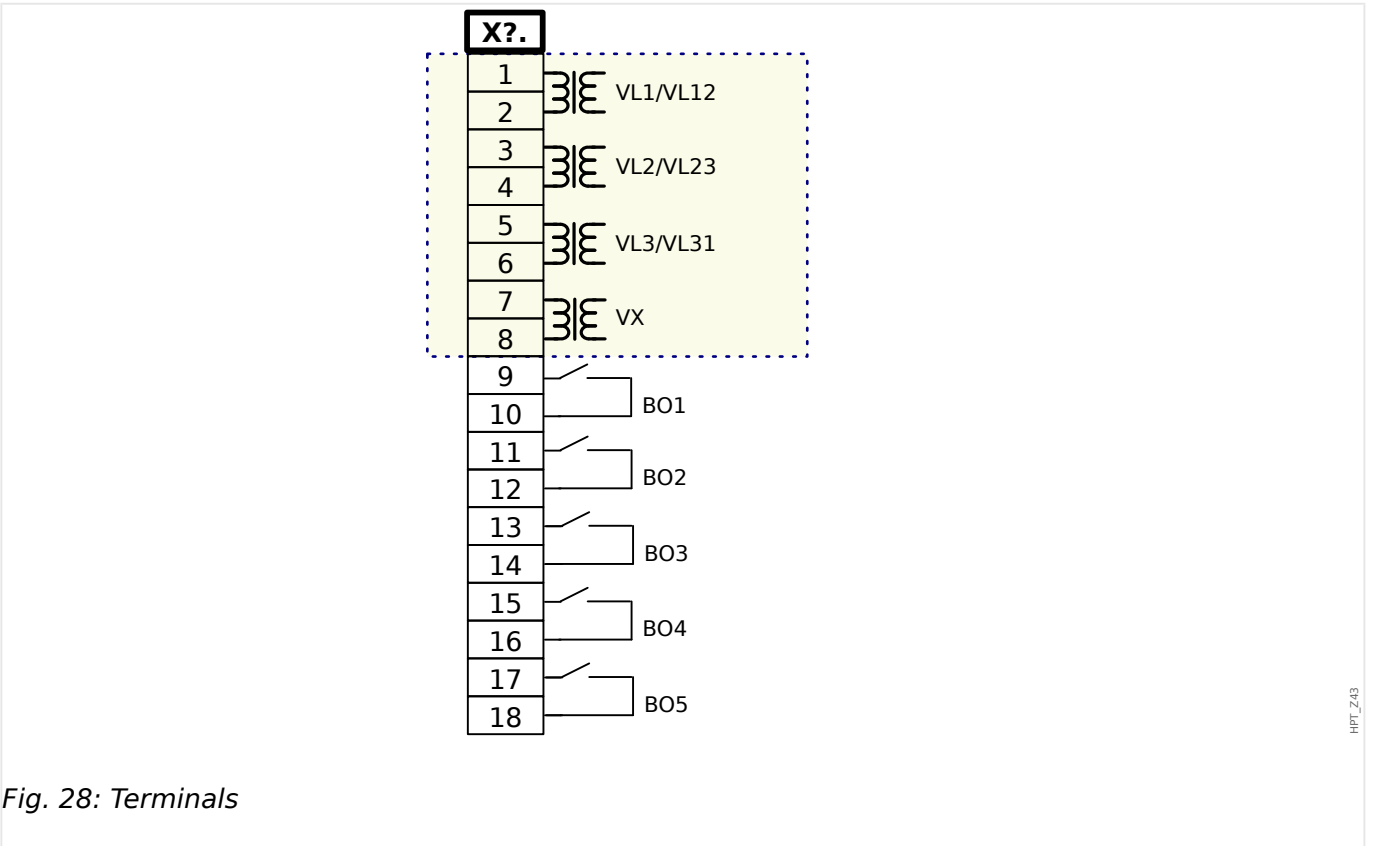 X?.
1
VL1/VL12
2
3
VL2/VL23
4
5
VL3/VL31
6
7
VX
8
9
BO1
10
11
BO2
12
13
BO3
14
15
BO4
16
17
BO5
18
HPT_Z43
Fig. 28: Terminals